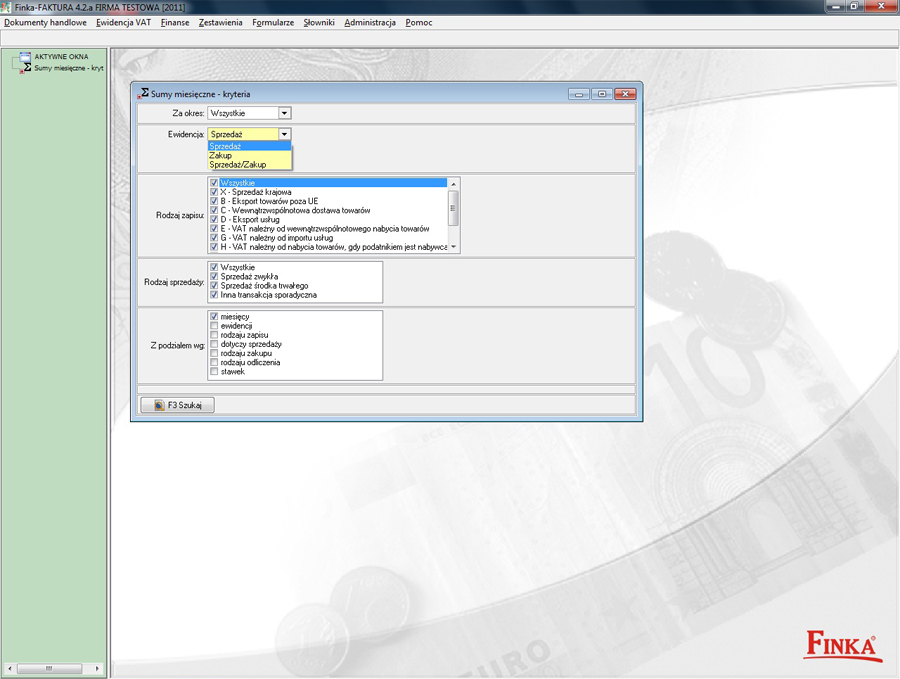 Finka-FAKTURA 4.2.a FIRMA TESTOWA [2011]
Dokumenty handlowe Ewidencja VAT Finanse Zestawienia Formularze Słowniki Administracja Pomoc
AKTYWNE OKNA
Sumy miesięczne - kryt
Sumy miesięczne - kryteria
Za okres: Wszystkie
Ewidencja: Sprzedaż
Sprzedaż
Zakup
Sprzedaż/Zakup
Rodzaj zapisu:
Wszystkie
X - Sprzedaż krajowa
B - Eksport towarów poza UE
C - Wewnątrzwspólnotowa dostawa towarów
D - Eksport usług
E - VAT należny od wewnątrzwspólnotowego nabycia towarów
G - VAT należny od importu usług
H - VAT należny od nabycia towarów, gdy podatnikiem jest nabywca
Rodzaj sprzedaży:
Wszystkie
Sprzedaż zwykła
Sprzedaż środka trwałego
Inna transakcja sporadyczna
Z podziałem wg:
miesięcy
ewidencji
rodzaju zapisu
dotyczy sprzedaży
rodzaju zakupu
rodzaju odliczenia
stawek
F3 Szukaj
10
EURO
FINKA®